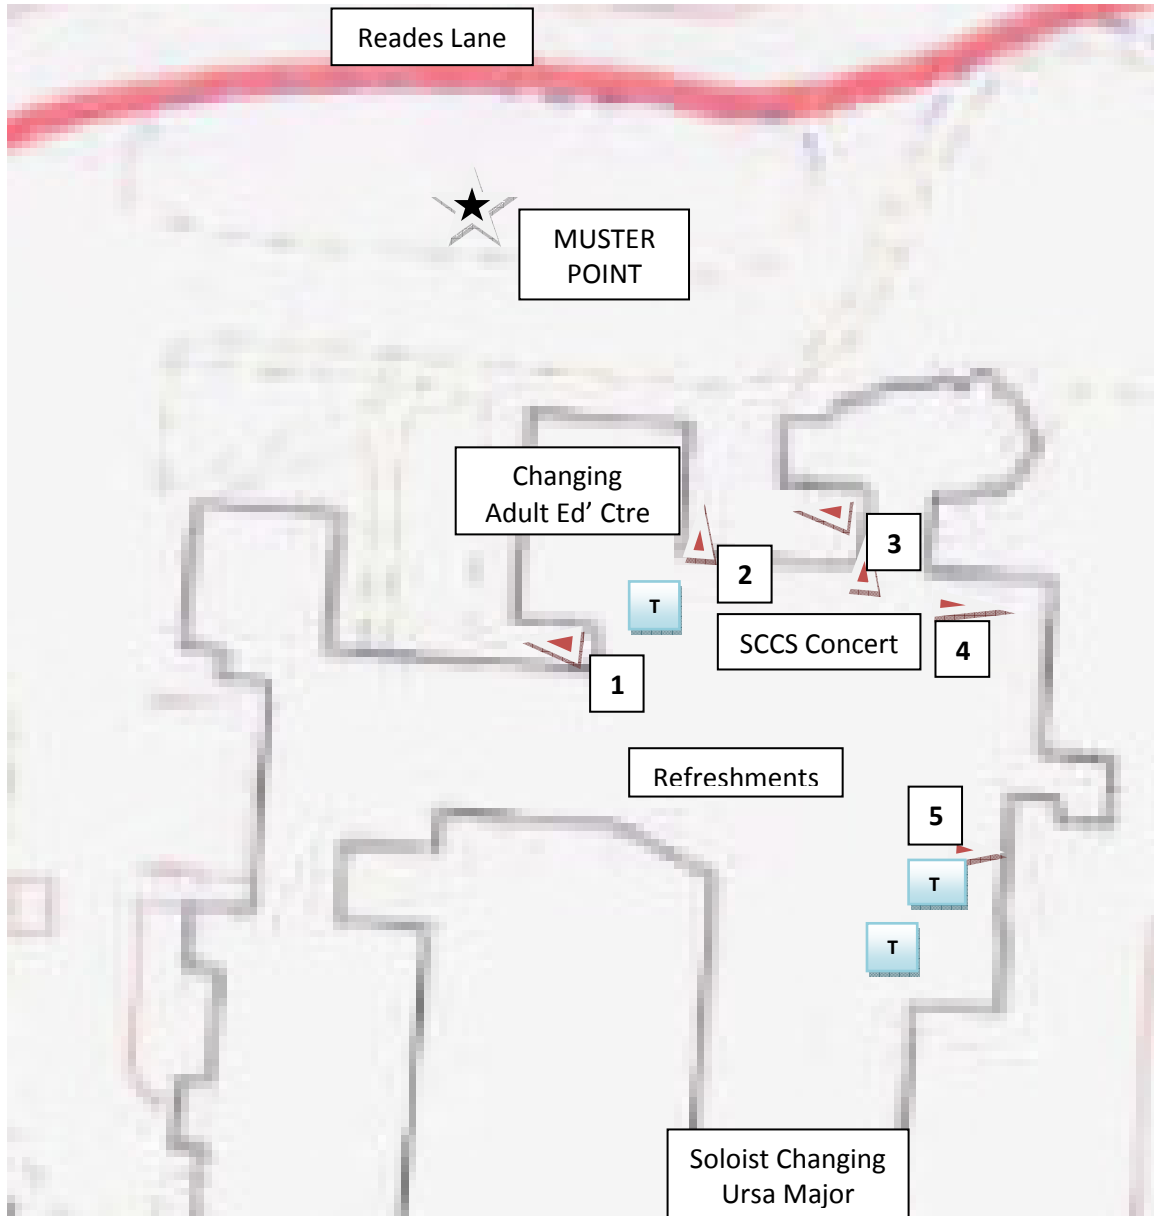 Reades Lane
MUSTER
POINT
Changing
Adult Ed’ Ctre
3
2
T
SCCS Concert
4
1
Refreshments
5
T
T
Soloist Changing
Ursa Major